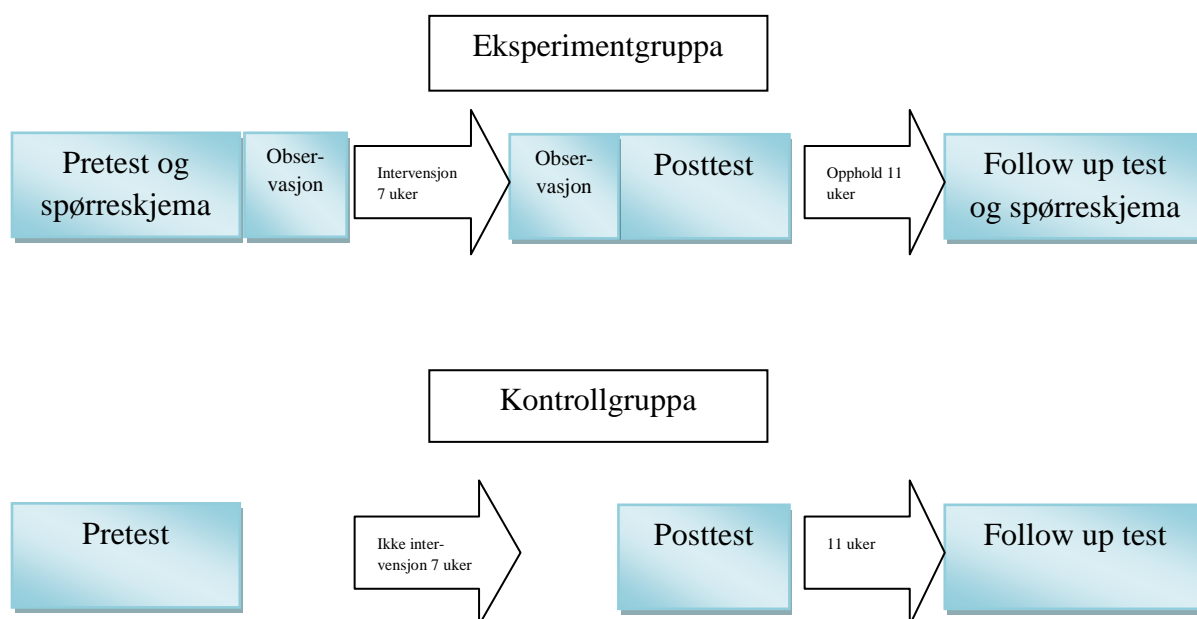 Eksperimentgruppa
Pretest og
spørreskjema
Obser-
vasjon
Intervensjon
7 uker
Obser-
vasjon
Posttest
Opphold 11
uker
Follow up test
og spørreskjema
Kontrollgruppa
Pretest
Ikke inter-
vensjon 7 uker
Posttest
11 uker
Follow up test